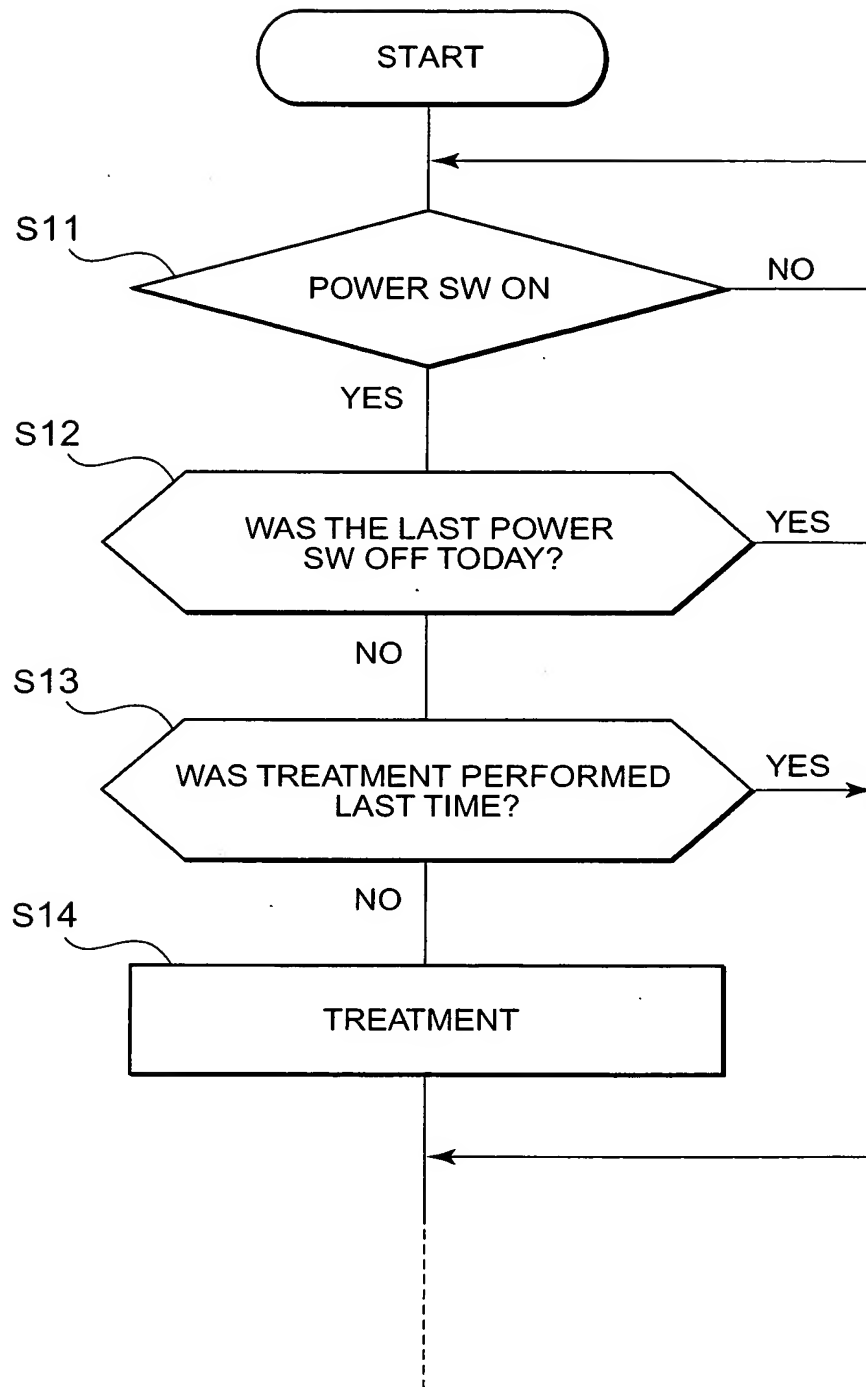 START
S11
POWER SW ON
NO
YES
S12
WAS THE LAST POWER
SW OFF TODAY?
YES
NO
S13
WAS TREATMENT PERFORMED
LAST TIME?
YES
NO
S14
TREATMENT